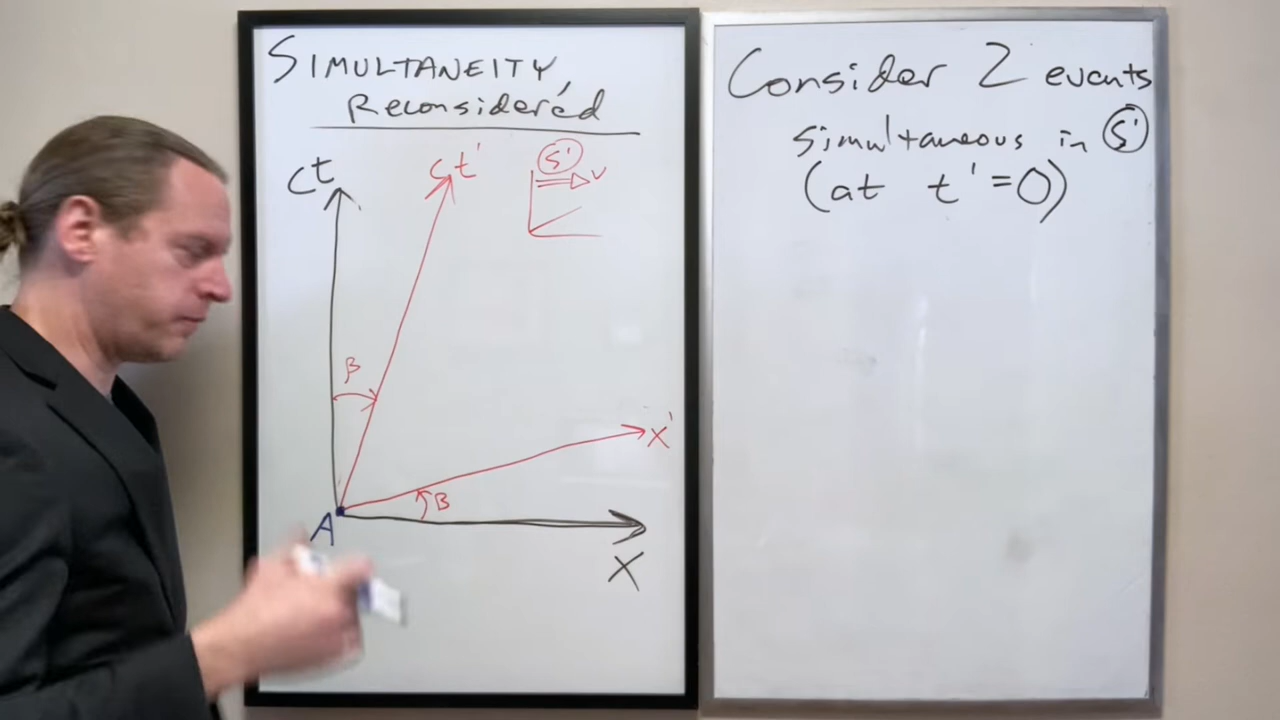 SIMULTANEITY,
Reconsidered
ct
ct'
S'
v
β
x'
β
A
x
Consider 2 events
simultaneous in S'
(at t'=0)